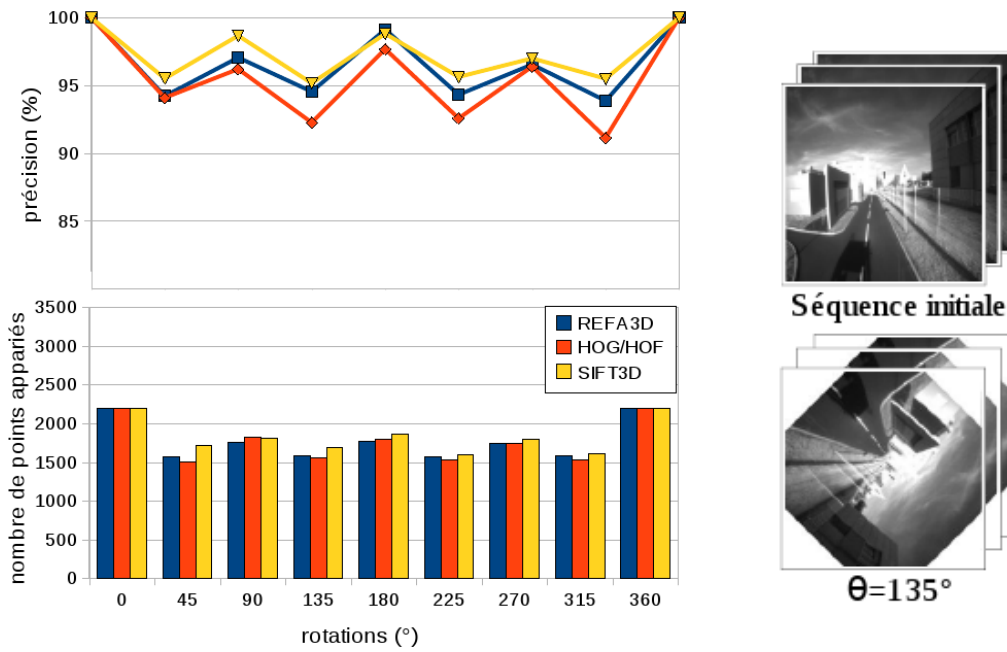 100
95
90
85
précision (%)
3500
3000
2500
2000
1500
1000
500
0
nombre de points appariés
REFA3D
HOG/HOF
SIFT3D
0 45 90 135 180 225 270 315 360
rotations (°)
Séquence initiale
θ=135°